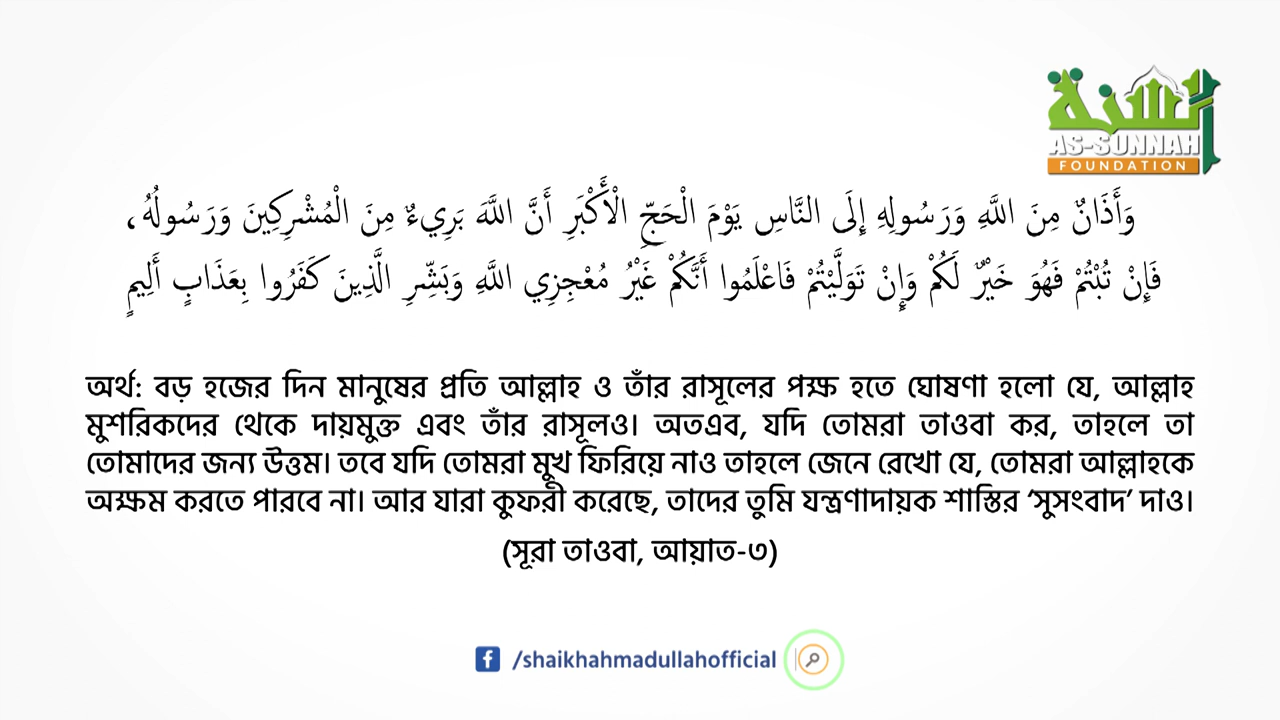 السنة
AS-SUNNAH
FOUNDATION
وَأَذَانٌ مِنَ اللَّهِ وَرَسُولِهِ إِلَى النَّاسِ يَوْمَ الْحَجِّ الْأَكْبَرِ أَنَّ اللَّهَ بَرِيءٌ مِنَ الْمُشْرِكِينَ وَرَسُولُهُ،
فَإِنْ تُبْتُمْ فَهُوَ خَيْرٌ لَكُمْ وَإِنْ تَوَلَّيْتُمْ فَاعْلَمُوا أَنَّكُمْ غَيْرُ مُعْجِزِي اللَّهِ وَبَشِّرِ الَّذِينَ كَفَرُوا بِعَذَابٍ أَلِيمٍ
অর্থ: বড় হজের দিন মানুষের প্রতি আল্লাহ ও তাঁর রাসূলের পক্ষ হতে ঘোষণা হলো যে, আল্লাহ
মুশরিকদের থেকে দায়মুক্ত এবং তাঁর রাসূলও। অতএব, যদি তোমরা তাওবা কর, তাহলে তা
তোমাদের জন্য উত্তম। তবে যদি তোমরা মুখ ফিরিয়ে নাও তাহলে জেনে রেখো যে, তোমরা আল্লাহকে
অক্ষম করতে পারবে না। আর যারা কুফরী করেছে, তাদের তুমি যন্ত্রণাদায়ক শাস্তির ‘সুসংবাদ’ দাও।
(সূরা তাওবা, আয়াত-৩)
/shaikhahmadullahofficial